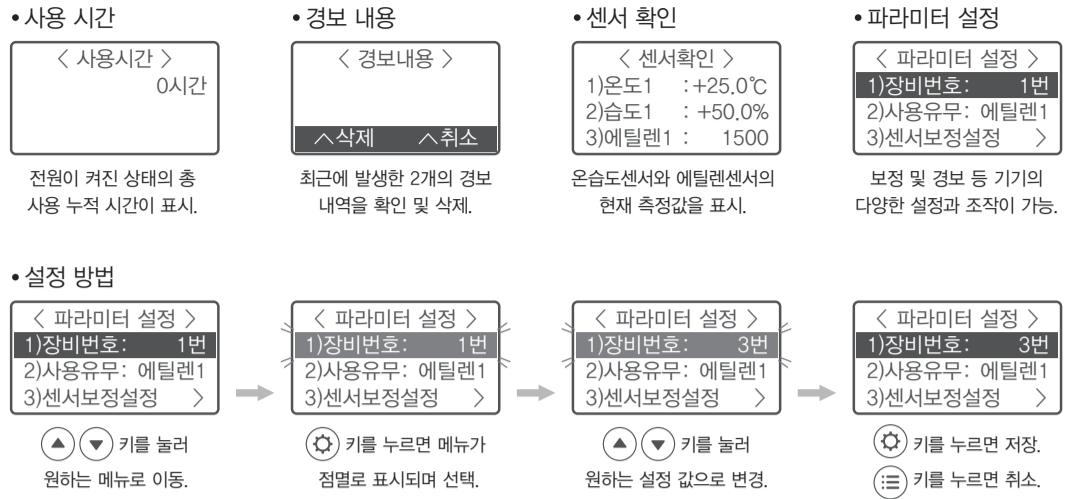 • 사용 시간
〈 사용시간 〉
0시간
전원이 켜진 상태의 총
사용 누적 시간이 표시.
• 경보 내용
〈 경보내용 〉
︿삭제 ︿취소
최근에 발생한 2개의 경보
내역을 확인 및 삭제.
• 센서 확인
〈 센서확인 〉
1)온도1 :+25.0℃
2)습도1 : +50.0%
3)에틸렌1 : 1500
온습도센서와 에틸렌센서의
현재 측정값을 표시.
• 파라미터 설정
〈 파라미터 설정 〉
1)장비번호: 1번
2)사용유무: 에틸렌1
3)센서보정설정 〉
보정 및 경보 등 기기의
다양한 설정과 조작이 가능.
• 설정 방법
〈 파라미터 설정 〉
1)장비번호: 1번
2)사용유무: 에틸렌1
3)센서보정설정 〉
▲ ▼ 키를 눌러
원하는 메뉴로 이동.
〈 파라미터 설정 〉
1)장비번호: 1번
2)사용유무: 에틸렌1
3)센서보정설정 〉
키를 누르면 메뉴가
점멸로 표시되며 선택.
〈 파라미터 설정 〉
1)장비번호: 3번
2)사용유무: 에틸렌1
3)센서보정설정 〉
▲ ▼ 키를 눌러
원하는 설정 값으로 변경.
〈 파라미터 설정 〉
1)장비번호: 3번
2)사용유무: 에틸렌1
3)센서보정설정 〉
키를 누르면 저장.
키를 누르면 취소.